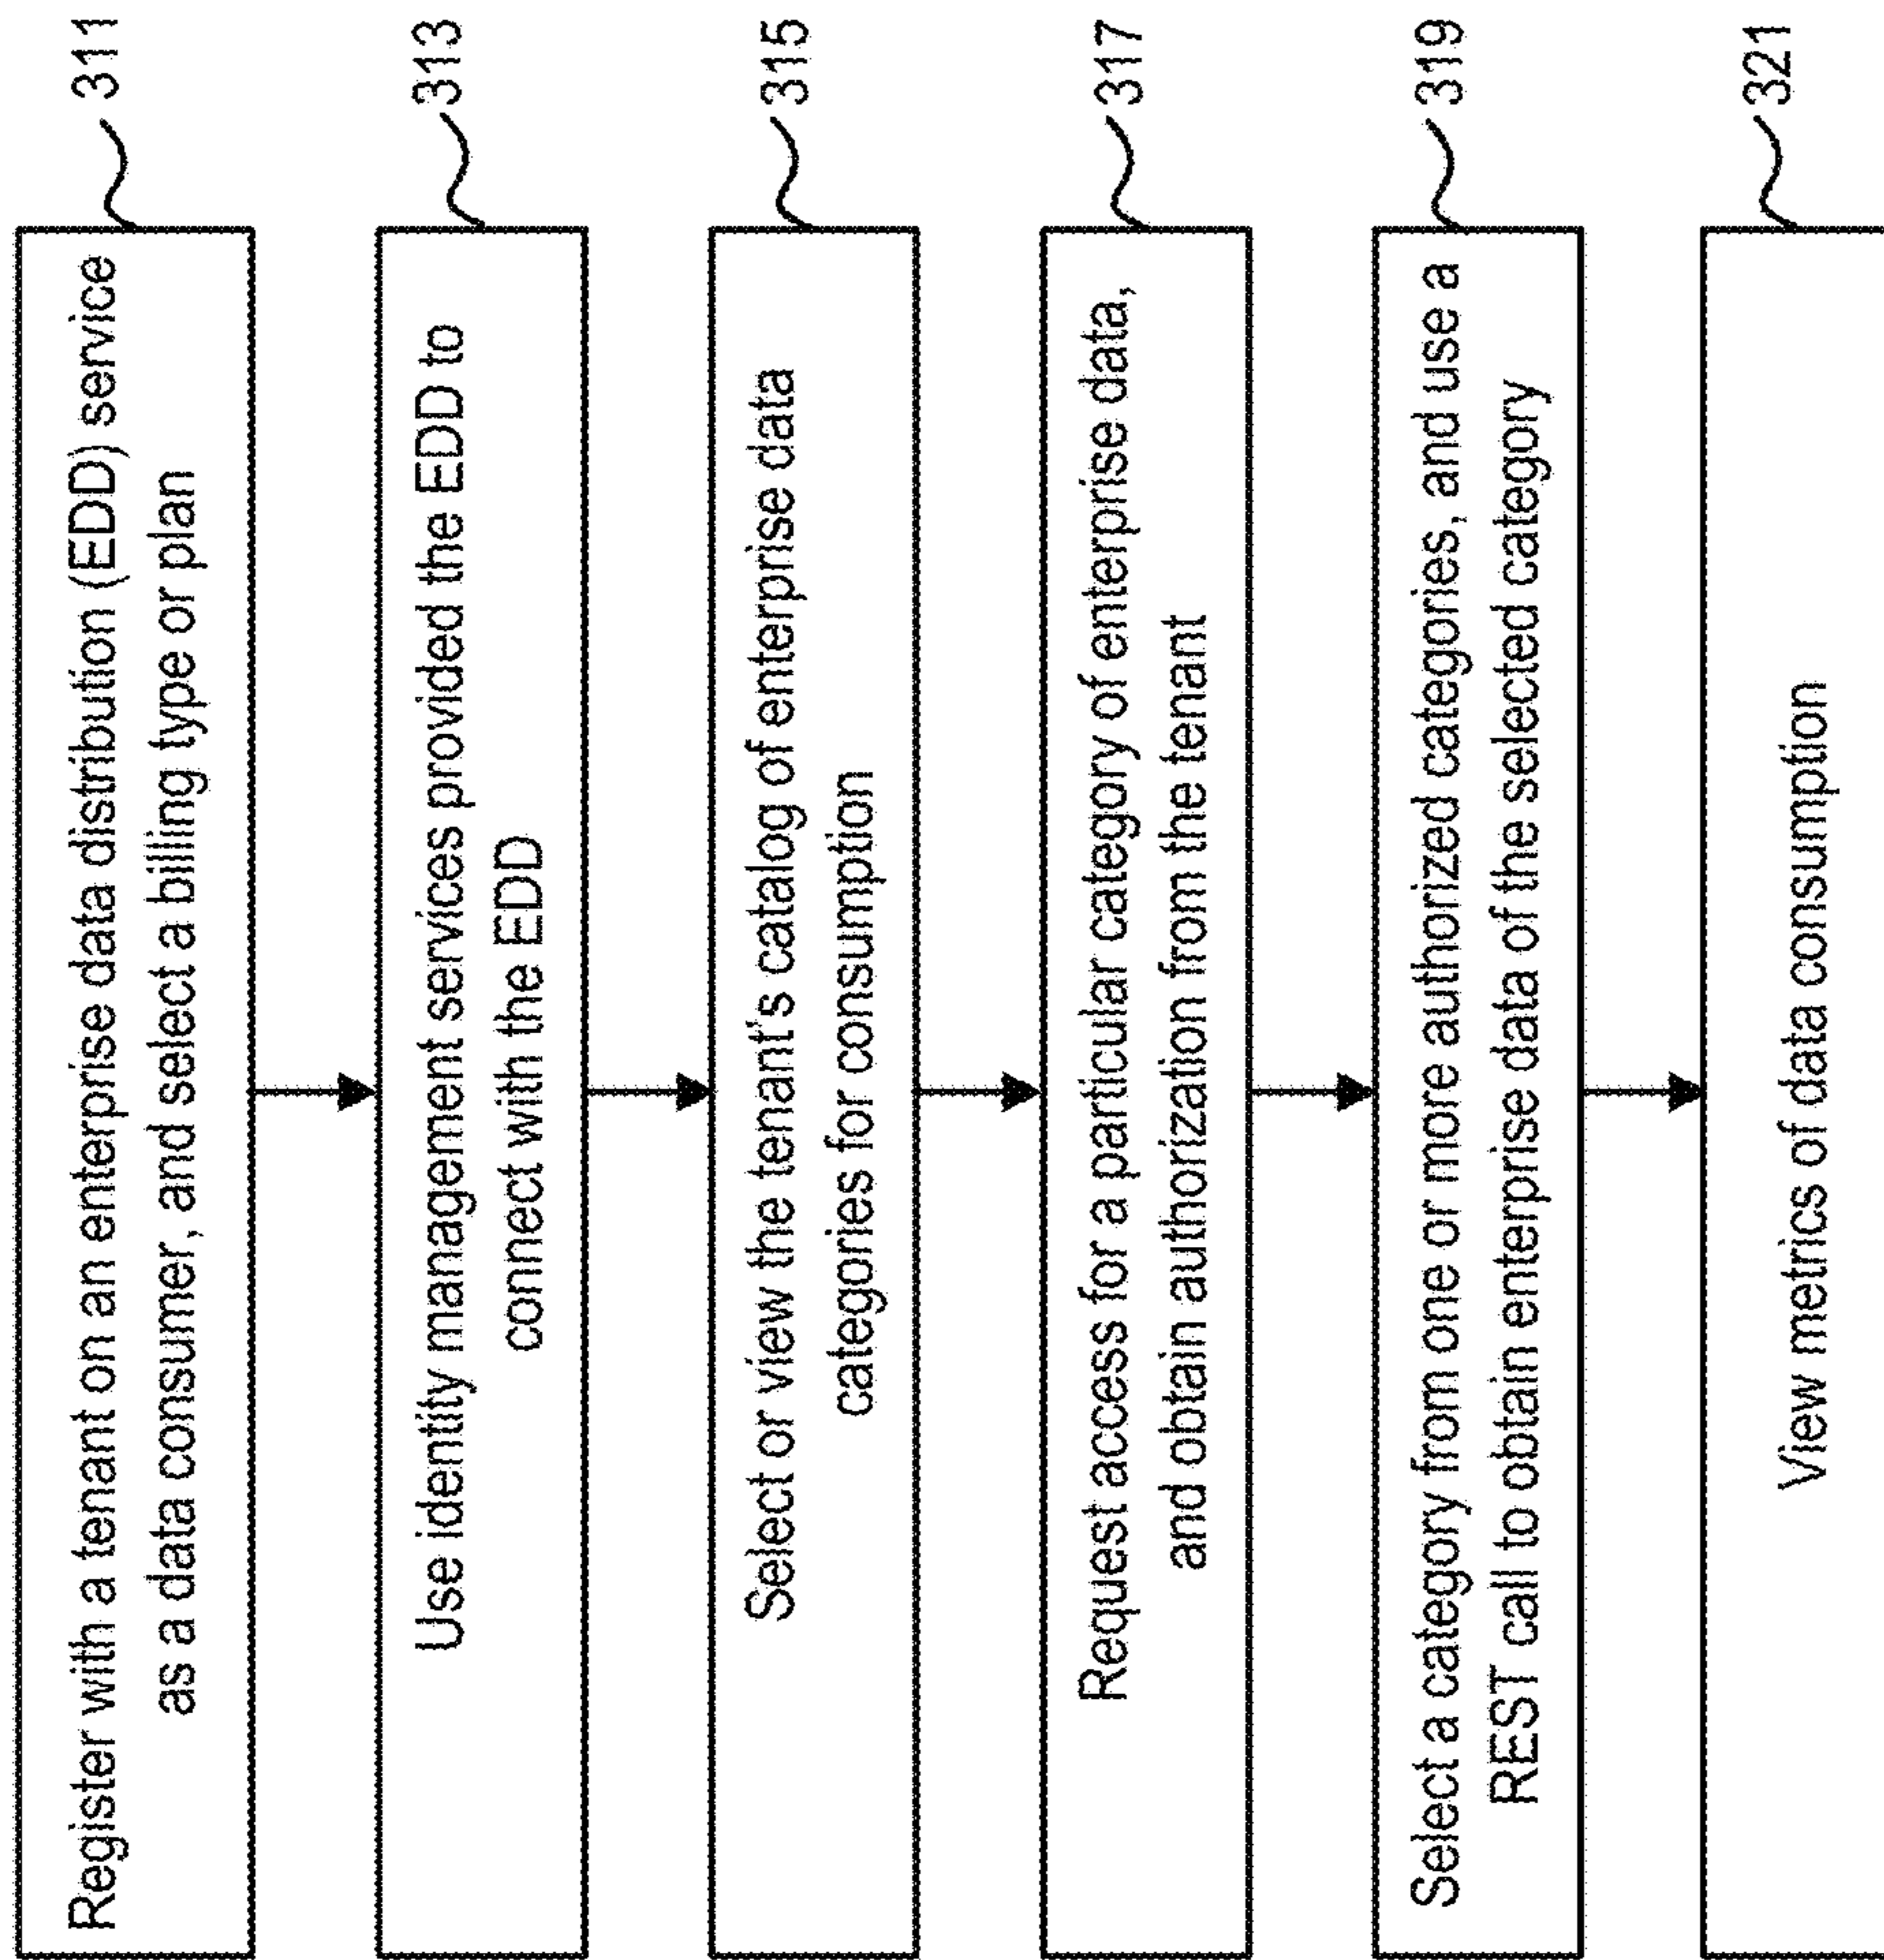 Register with a tenant on an enterprise data distribution (EDD) service
as a data consumer, and select a billing type or plan
311
Use identity management services provided the EDD to
connect with the EDD
313
Select or view the tenant's catalog of enterprise data
categories for consumption
315
Request access for a particular category of enterprise data,
and obtain authorization from the tenant
317
Select a category from one or more authorized categories, and use a
REST call to obtain enterprise data of the selected category
319
View metrics of data consumption
321